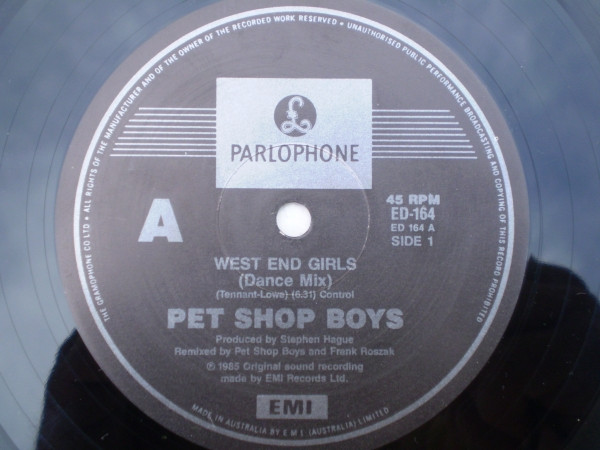 THE GRAMOPHONE CO LTD • ALL RIGHTS OF THE MANUFACTURER AND OF THE OWNER OF THE RECORDED WORK RESERVED • UNAUTHORISED PUBLIC PERFORMANCE BROADCASTING AND COPYING OF THIS RECORD PROHIBITED
£
PARLOPHONE
A
45 RPM
ED-164
ED 164 A
SIDE 1
WEST END GIRLS
(Dance Mix)
(Tennant-Lowe) (6.31) Control
PET SHOP BOYS
Produced by Stephen Hague
Remixed by Pet Shop Boys and Frank Roszak
℗ 1985 Original sound recording
made by EMI Records Ltd.
EMI
MADE IN AUSTRALIA BY E M I (AUSTRALIA) LIMITED